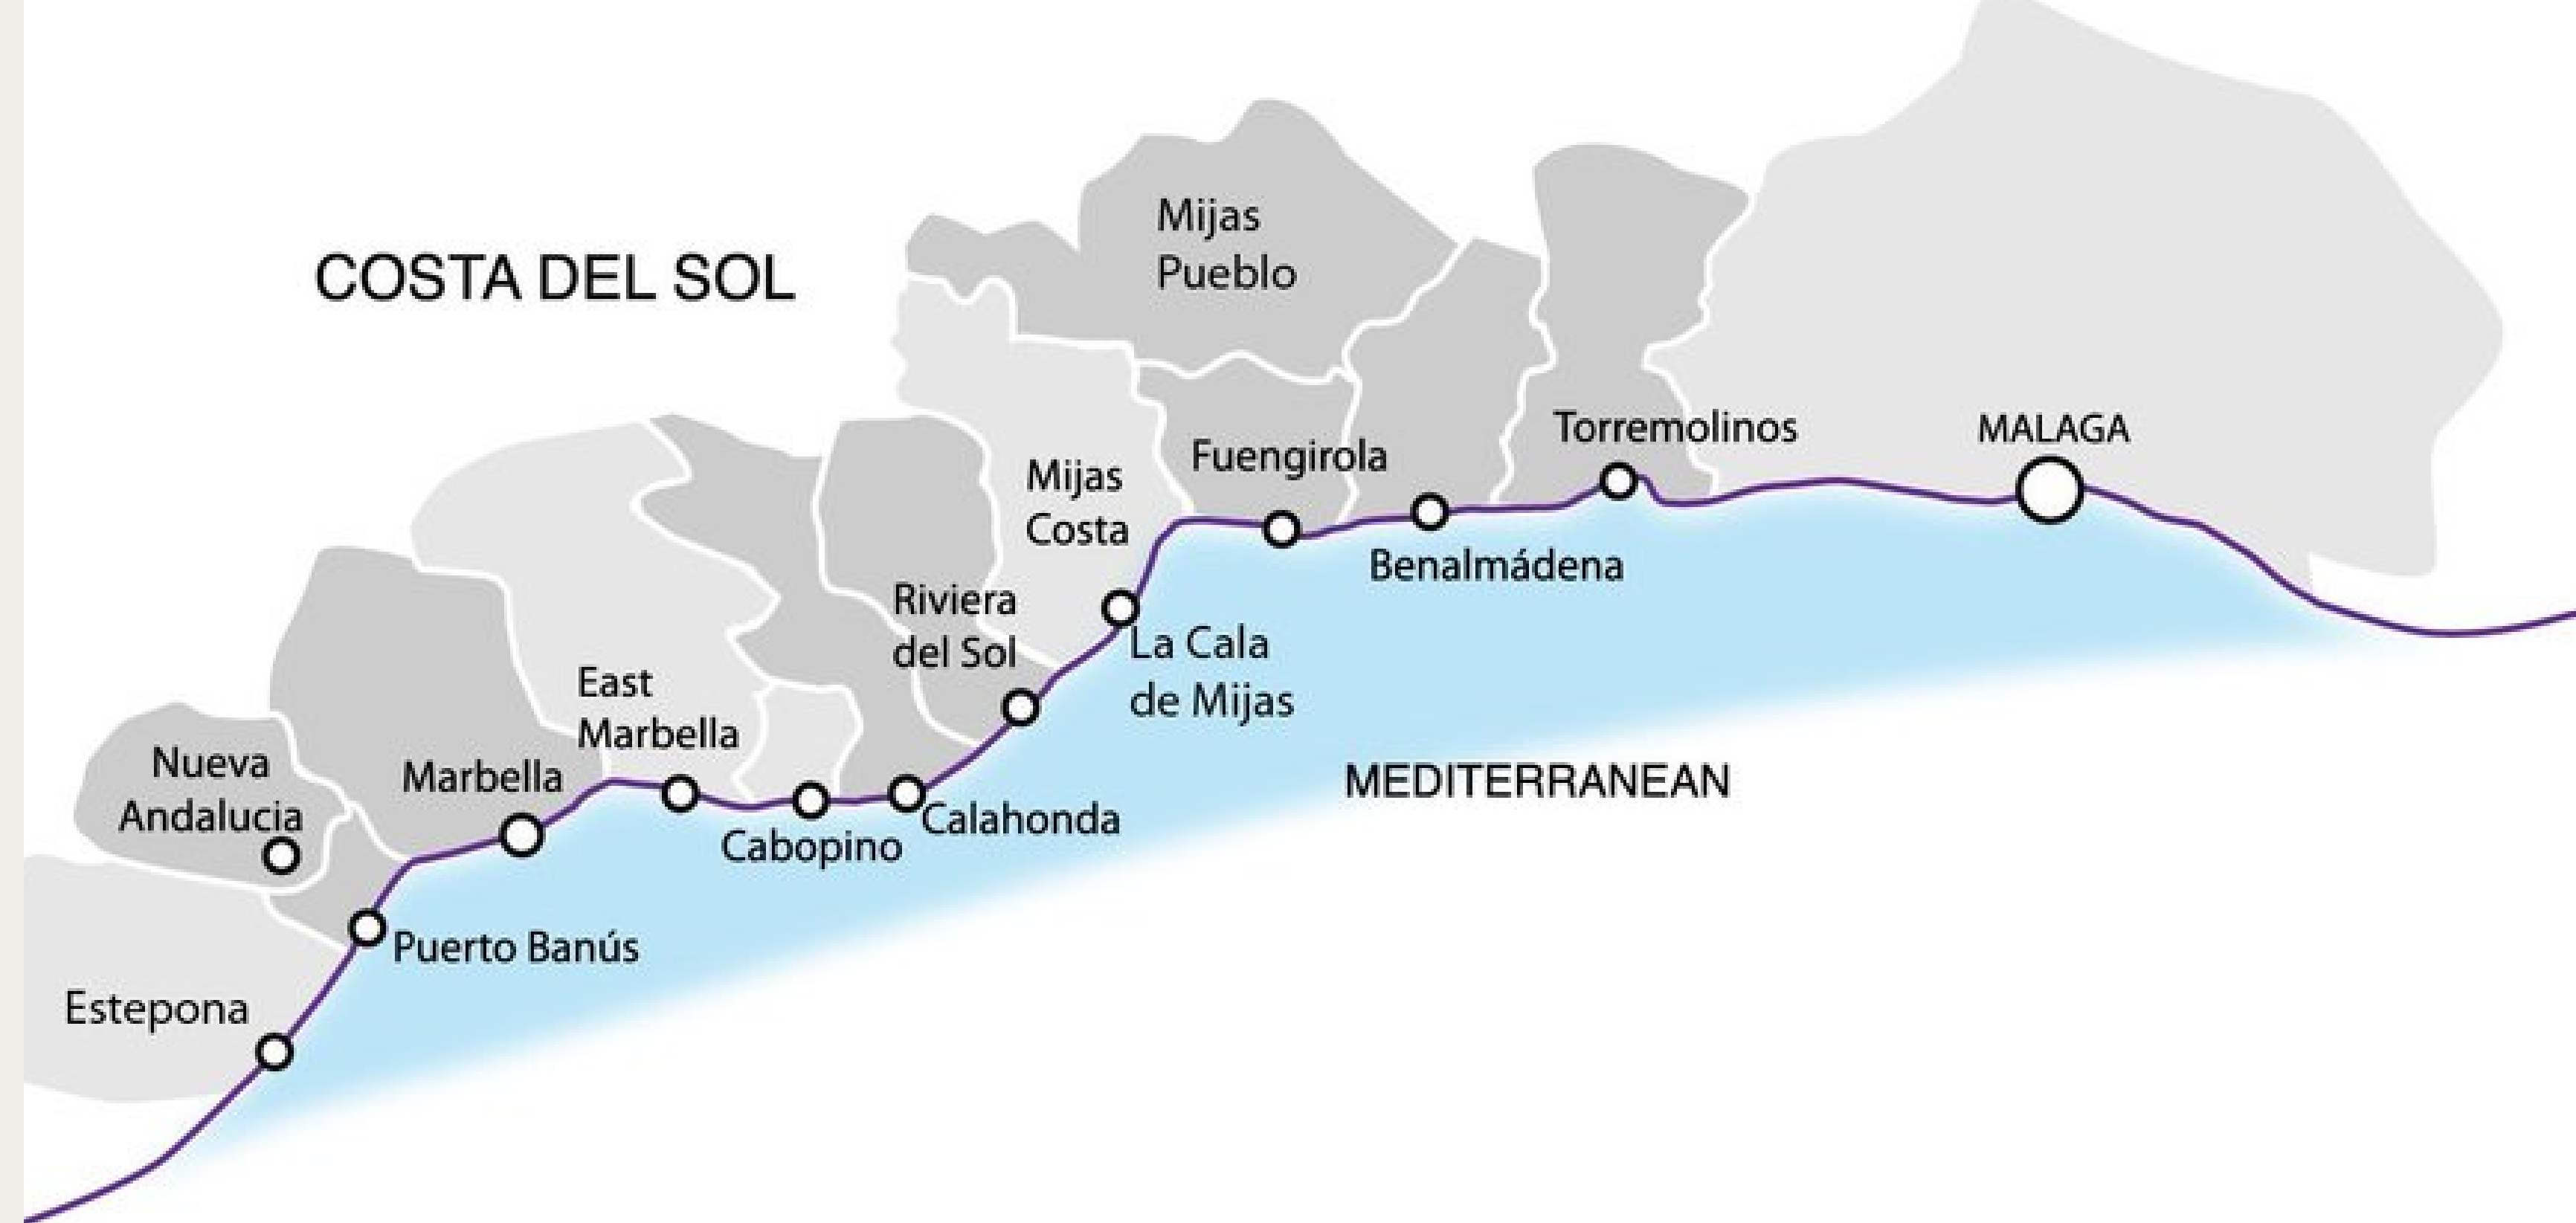 COSTA DEL SOL
Mijas
Pueblo
Torremolinos
MALAGA
Fuengirola
Mijas
Costa
Benalmádena
Riviera
del Sol
La Cala
de Mijas
East
Marbella
Nueva
Andalucia
Marbella
MEDITERRANEAN
Cabopino
Calahonda
Puerto Banús
Estepona